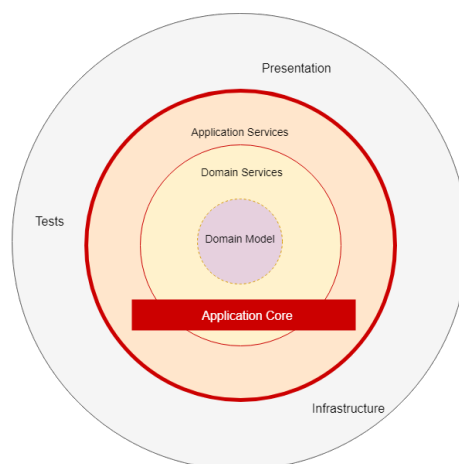 Presentation
Application Services
Domain Services
Tests
Domain Model
Application Core
Infrastructure